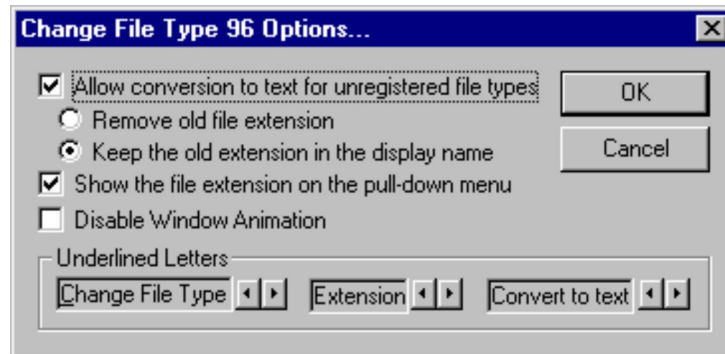 Change File Type 96 Options...
Allow conversion to text for unregistered file types
OK
Remove old file extension
Keep the old extension in the display name
Cancel
Show the file extension on the pull-down menu
Disable Window Animation
Underlined Letters
Change File Type
Extension
Convert to text